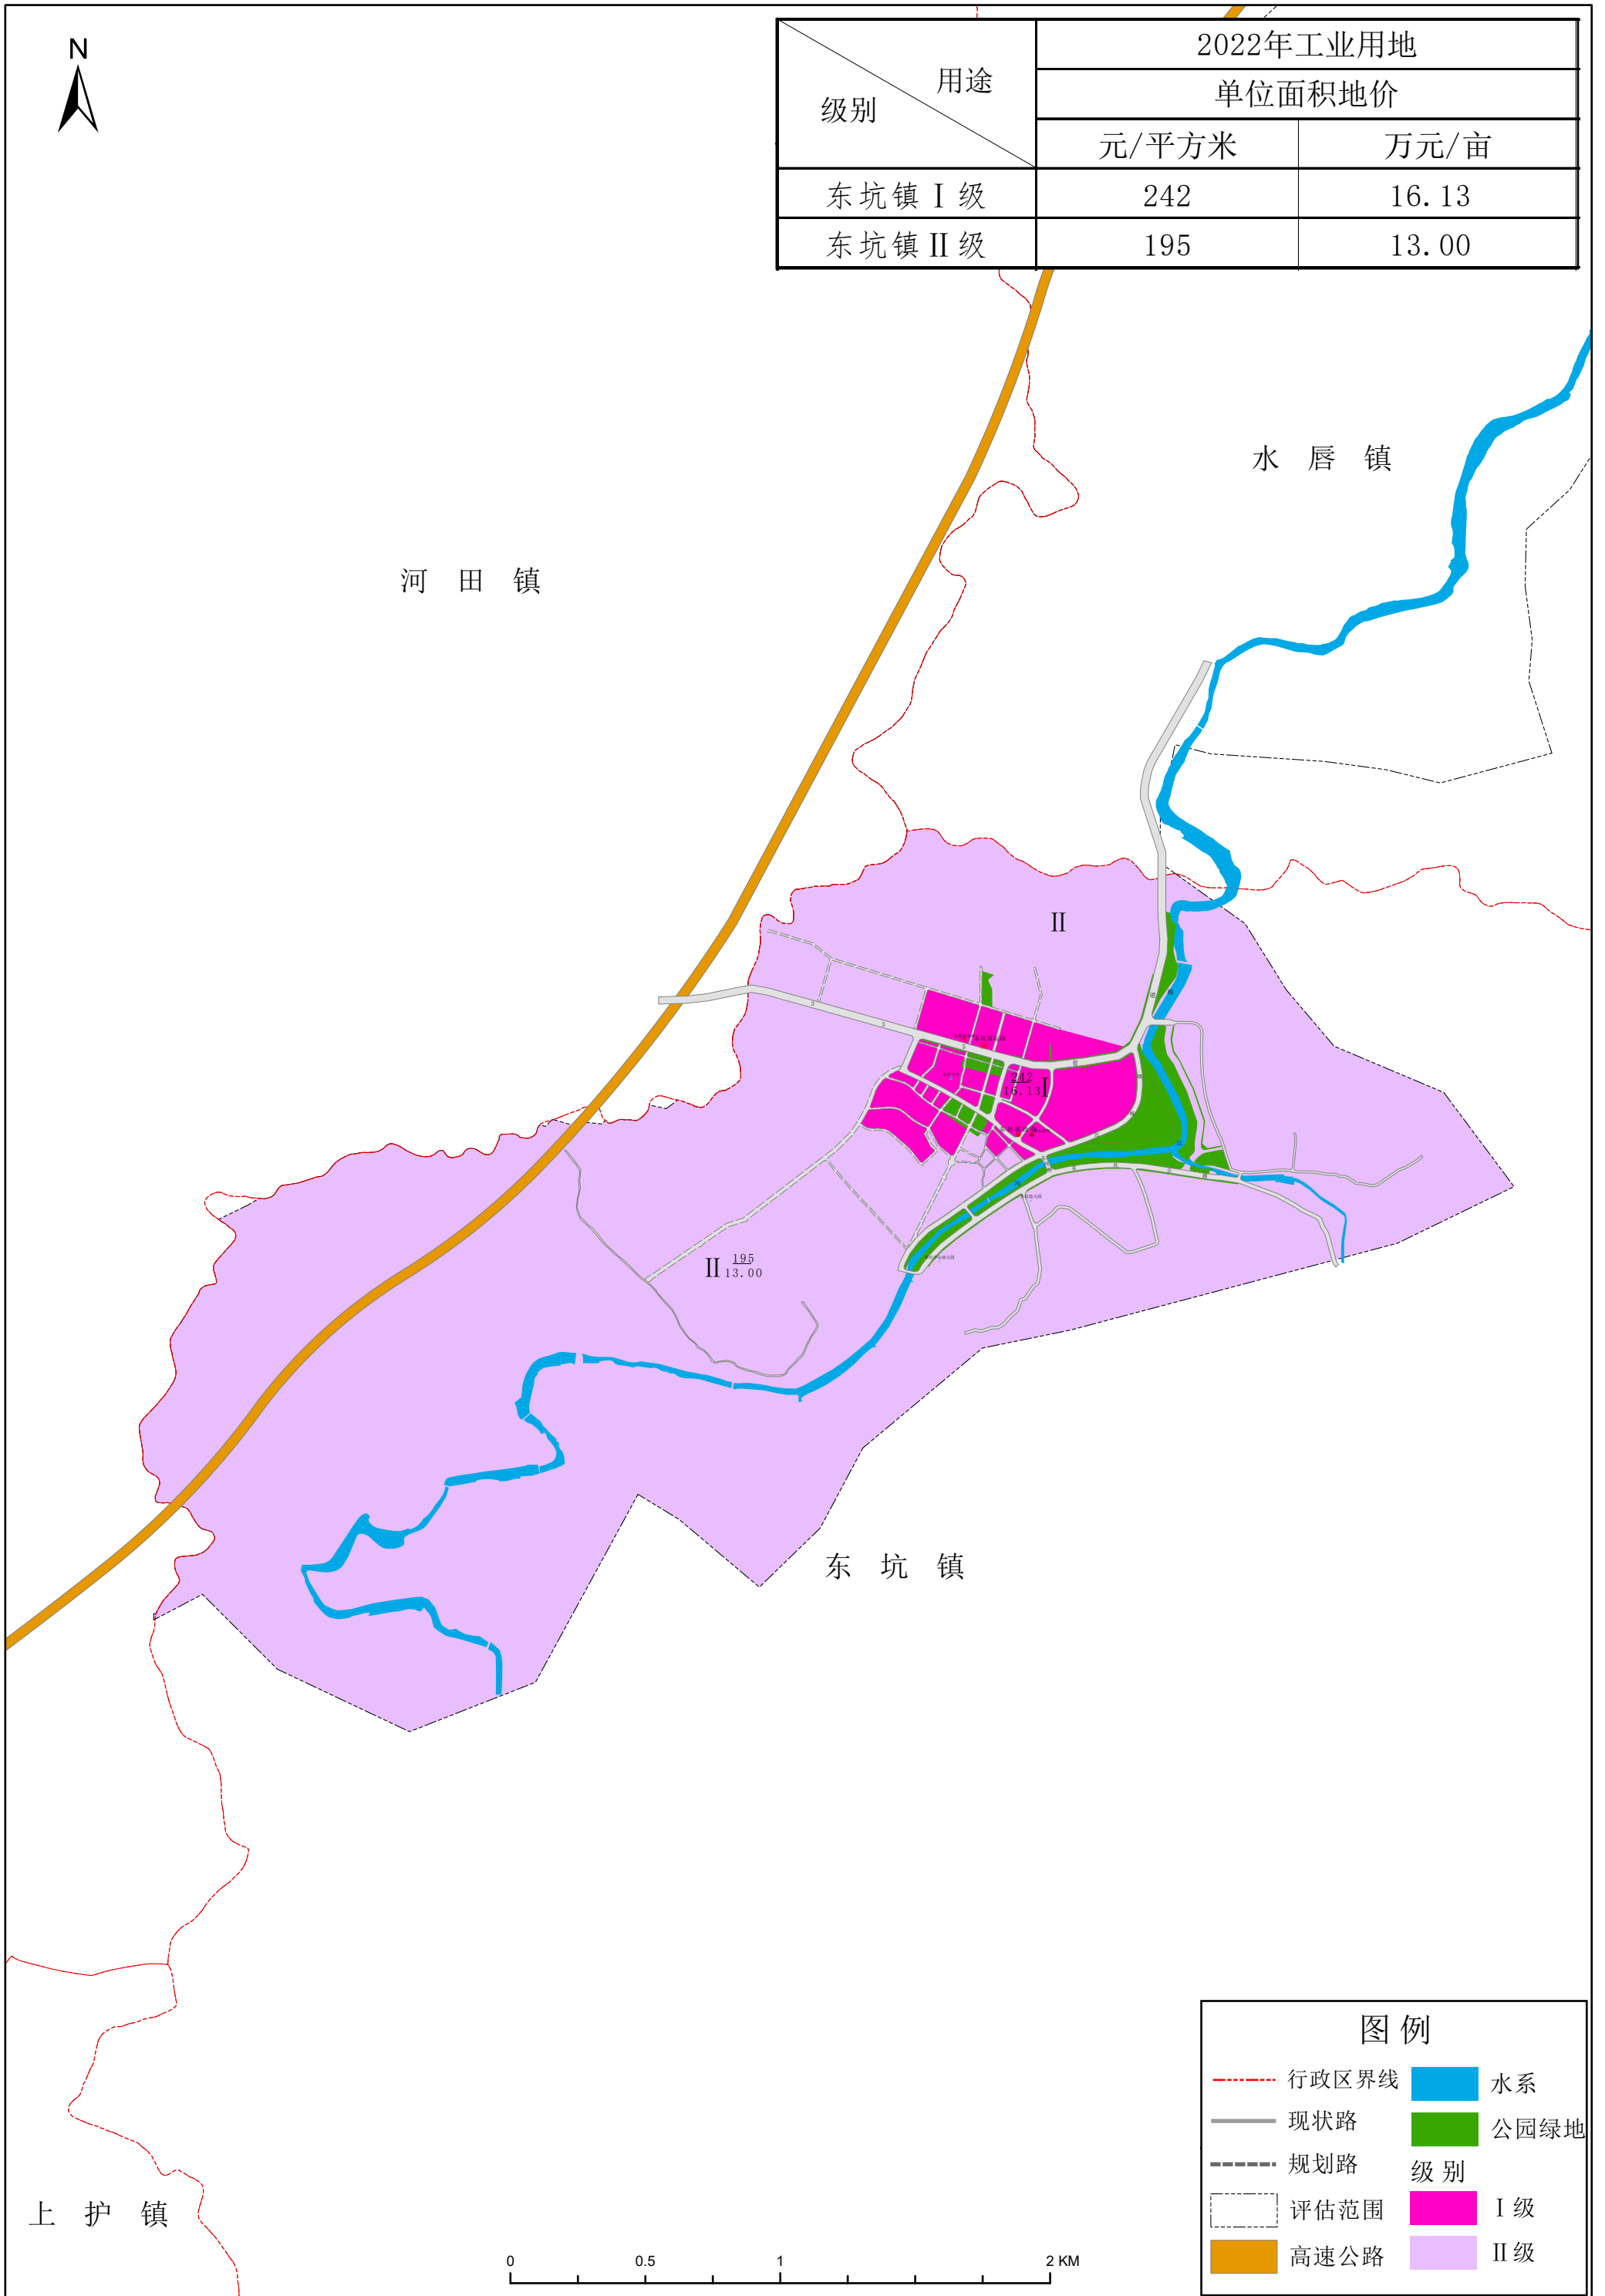 N
用途
级别
2022年工业用地
单位面积地价
元/平方米
万元/亩
东坑镇Ⅰ级
242
16.13
东坑镇Ⅱ级
195
13.00
水唇镇
河田镇
Ⅱ
242
16.13
Ⅰ
Ⅱ
195
13.00
东坑镇
上护镇
0
0.5
1
2 KM
图例
行政区界线
水系
现状路
公园绿地
规划路
级别
评估范围
Ⅰ级
高速公路
Ⅱ级